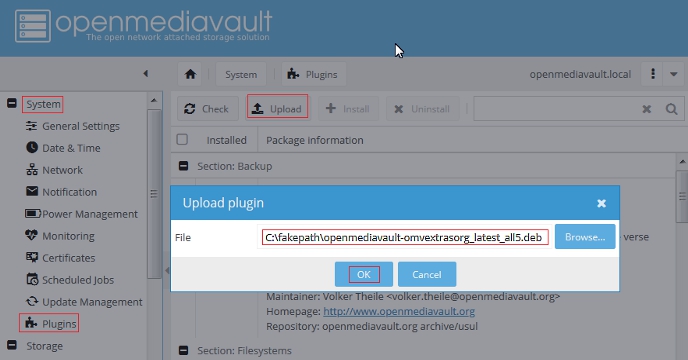 openmediavault
The open network attached storage solution
System
Plugins
openmediavault.local
System
General Settings
Date & Time
Network
Notification
Power Management
Monitoring
Certificates
Scheduled Jobs
Update Management
Plugins
Storage
Check
Upload
Install
Uninstall
Installed
Package information
Section: Backup
Upload plugin
File
C:\fakepath\openmediavault-omvextrasorg_latest_all5.deb
Browse...
verse
OK
Cancel
Maintainer: Volker Theile <volker.theile@openmediavault.org>
Homepage: http://www.openmediavault.org
Repository: openmediavault.org archive/usul
Section: Filesystems